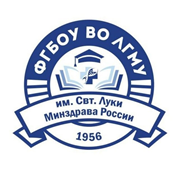 ФГБОУ ВО ЛГМУ
им. Свт. Луки
Минздрава России
1956